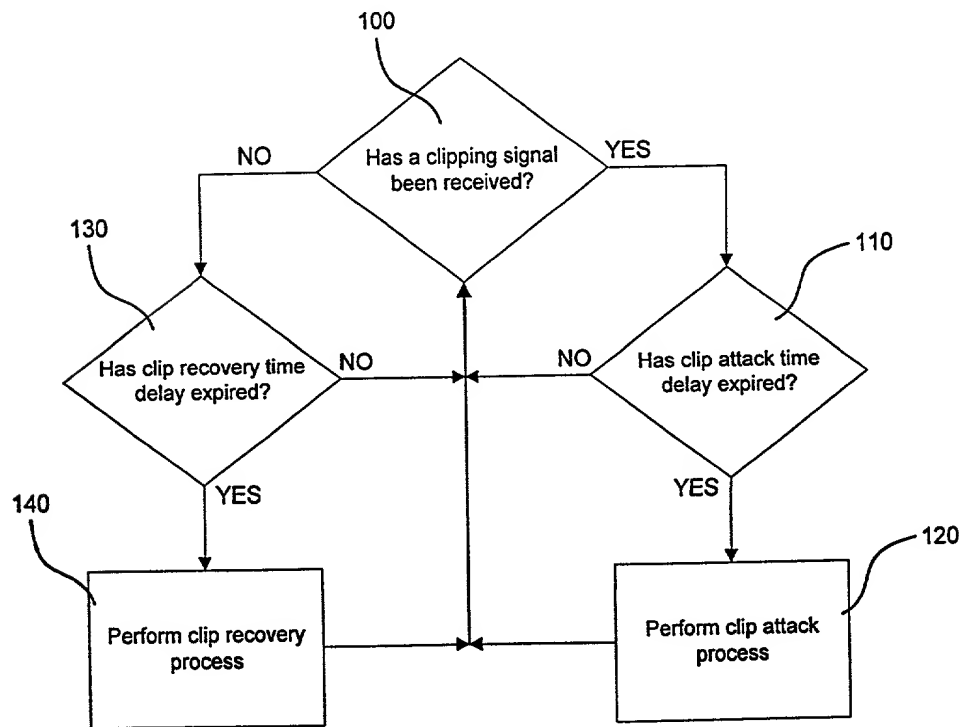 100
Has a clipping signal
been received?
NO
YES
130
110
Has clip recovery time
delay expired?
NO
NO
Has clip attack time
delay expired?
YES
YES
140
120
Perform clip recovery
process
Perform clip attack
process